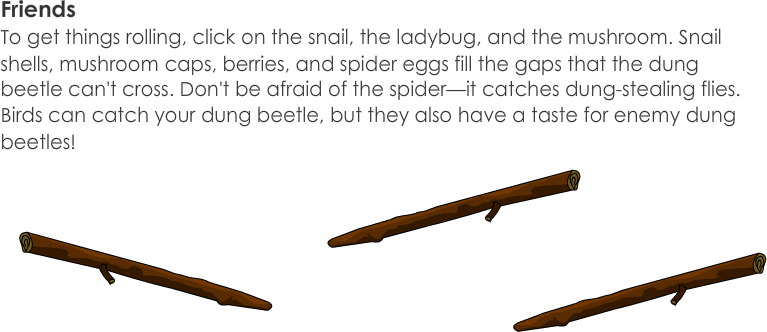 Friends
To get things rolling, click on the snail, the ladybug, and the mushroom. Snail
shells, mushroom caps, berries, and spider eggs fill the gaps that the dung
beetle can't cross. Don't be afraid of the spider—it catches dung-stealing flies.
Birds can catch your dung beetle, but they also have a taste for enemy dung
beetles!